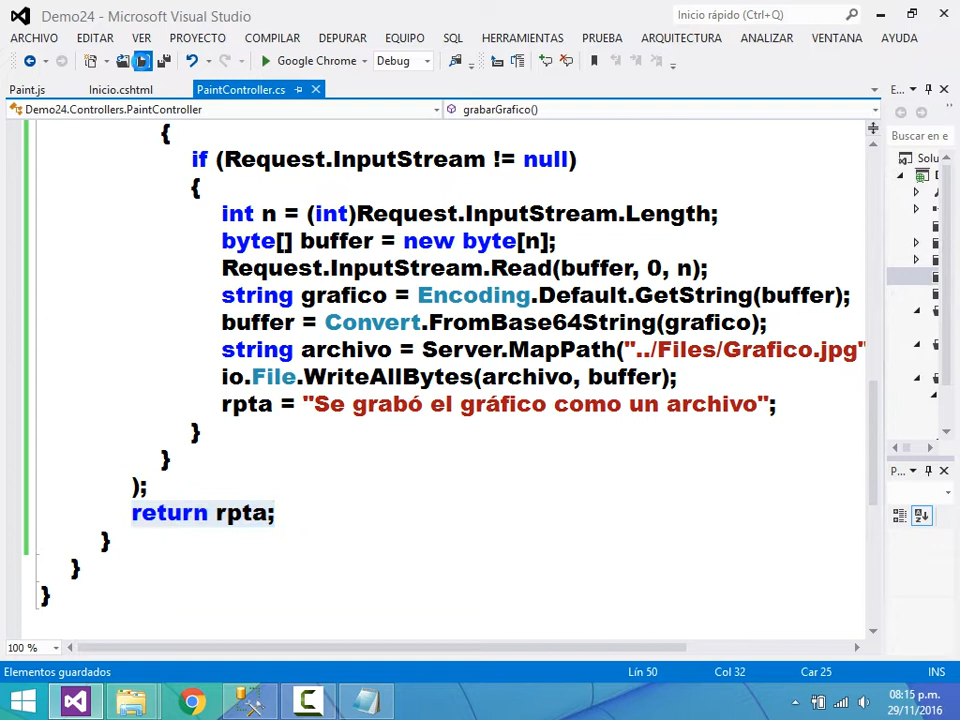 Demo24 - Microsoft Visual Studio
Inicio rápido (Ctrl+Q)
ARCHIVO EDITAR VER PROYECTO COMPILAR DEPURAR EQUIPO SQL HERRAMIENTAS PRUEBA ARQUITECTURA ANALIZAR VENTANA AYUDA
Google Chrome Debug
Paint.js Inicio.cshtml PaintController.cs
E...
Demo24.Controllers.PaintController grabarGrafico()
Buscar en e
Solu
{
if (Request.InputStream != null)
{
int n = (int)Request.InputStream.Length;
byte[] buffer = new byte[n];
Request.InputStream.Read(buffer, 0, n);
string grafico = Encoding.Default.GetString(buffer);
buffer = Convert.FromBase64String(grafico);
string archivo = Server.MapPath("../Files/Grafico.jpg"
io.File.WriteAllBytes(archivo, buffer);
rpta = "Se grabó el gráfico como un archivo";
}
}
);
return rpta;
}
}
}
P...
100 %
Elementos guardados Lín 50 Col 32 Car 25 INS
08:15 p.m.
29/11/2016